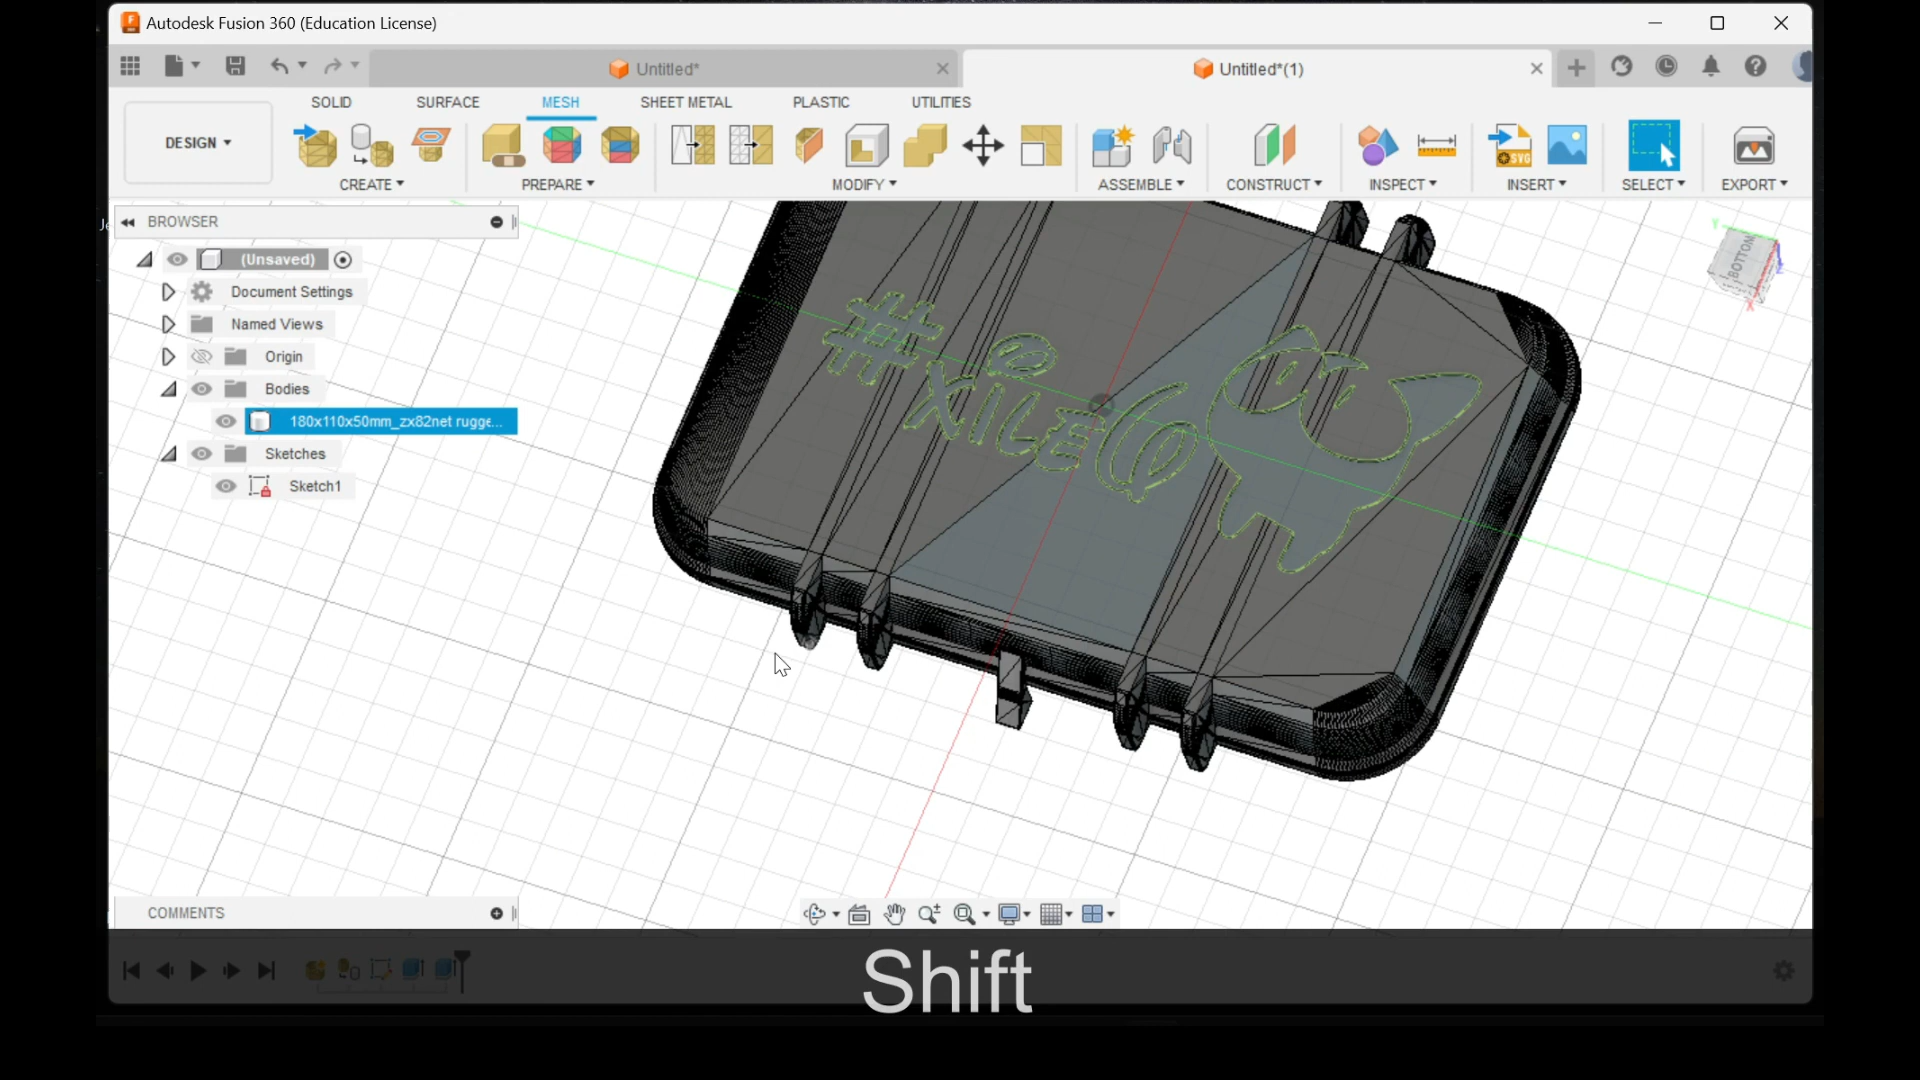 Autodesk Fusion 360 (Education License)
Untitled*
Untitled*(1)
DESIGN
SOLID
SURFACE
MESH
SHEET METAL
PLASTIC
UTILITIES
CREATE
PREPARE
MODIFY
ASSEMBLE
CONSTRUCT
INSPECT
INSERT
SELECT
EXPORT
SVG
Je
BROWSER
(Unsaved)
Document Settings
Named Views
Origin
Bodies
180x110x50mm_zx82net rugge...
Sketches
Sketch1
BOTTOM
Y
X
COMMENTS
Shift